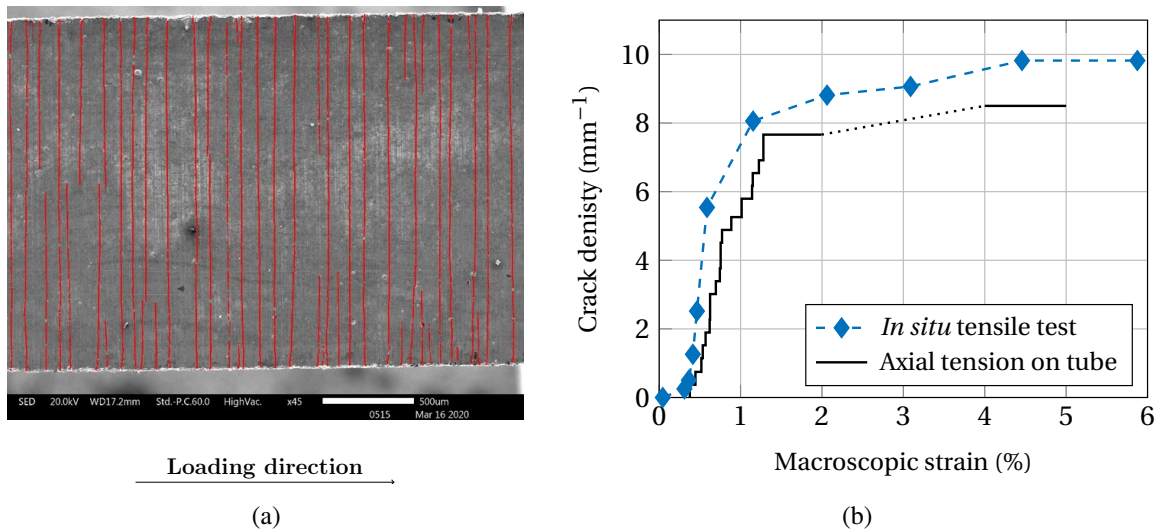 SED 20.0kV WD17.2mm Std.-P.C.60.0 HighVac. x45 500um
0515 Mar 16 2020
Loading direction
(a)
10
8
6
4
2
0
0 1 2 3 4 5 6
Crack denisty (mm⁻¹)
Macroscopic strain (%)
In situ tensile test
Axial tension on tube
(b)